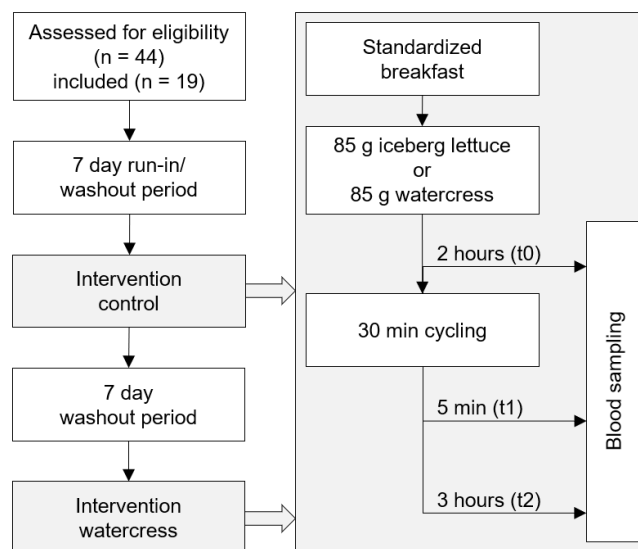 Assessed for eligibility
(n = 44)
included (n = 19)
7 day run-in/
washout period
Intervention
control
7 day
washout period
Intervention
watercress
Standardized
breakfast
85 g iceberg lettuce
or
85 g watercress
2 hours (t0)
30 min cycling
5 min (t1)
3 hours (t2)
Blood sampling